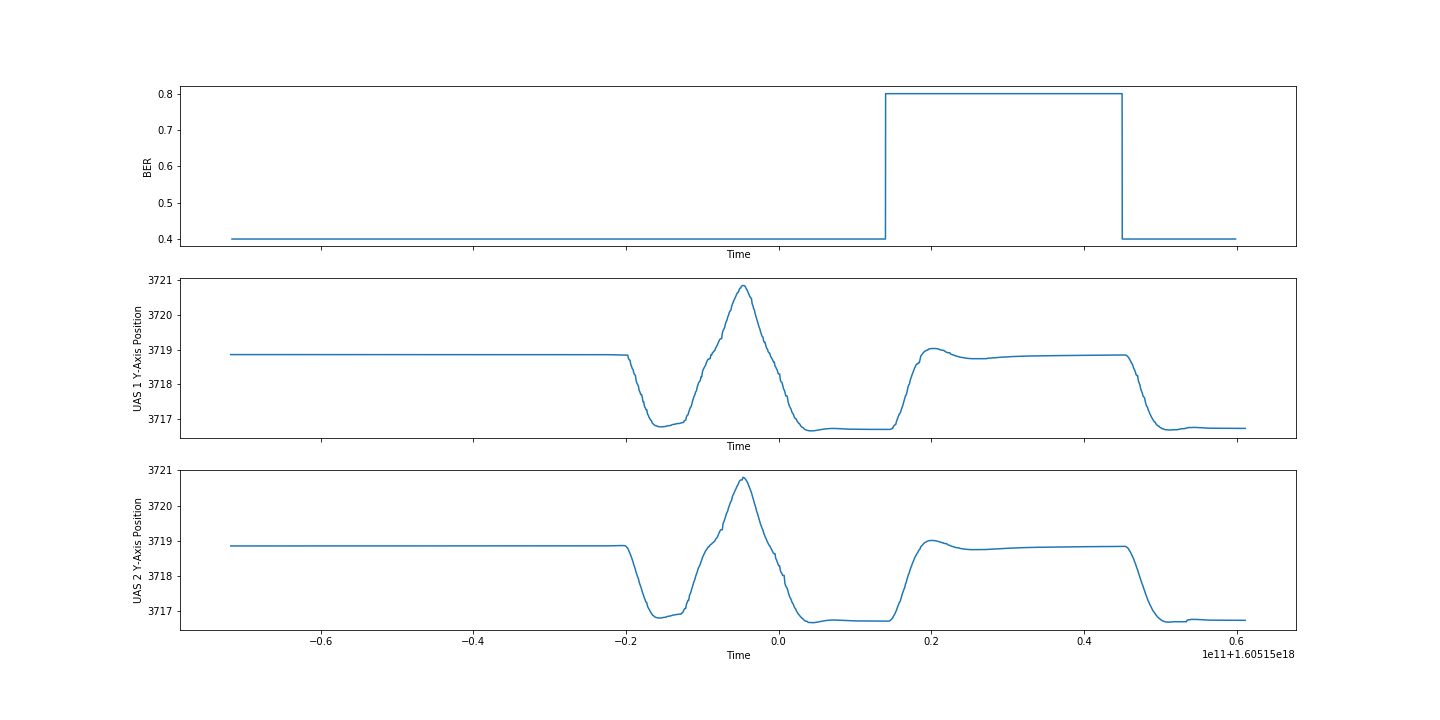 0.8
0.7
0.6
0.5
0.4
BER
Time
3721
3720
3719
3718
3717
UAS 1 Y-Axis Position
Time
3721
3720
3719
3718
3717
UAS 2 Y-Axis Position
−0.6 −0.4 −0.2 0.0 0.2 0.4 0.6
Time
1e11+1.60515e18